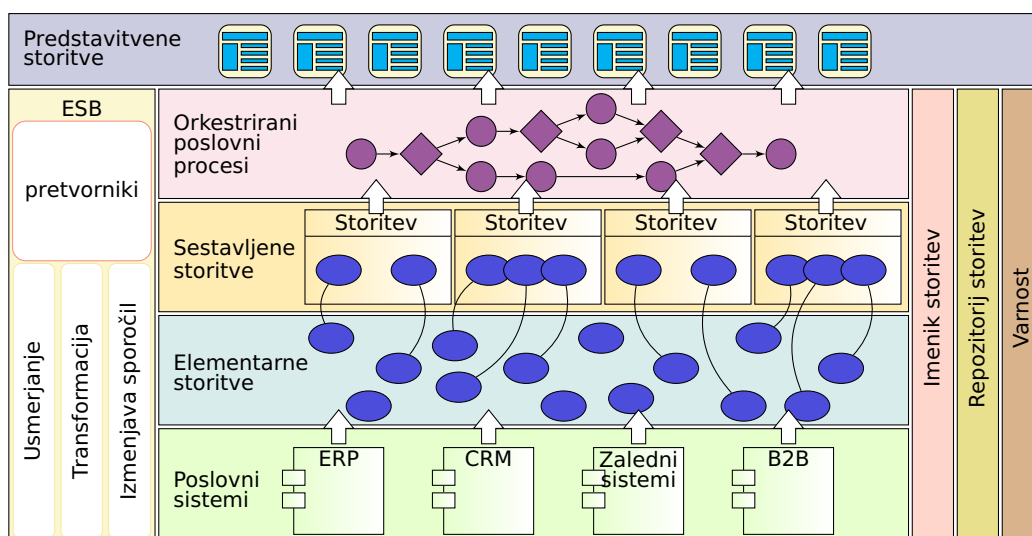 Predstavitvene
storitve
ESB
pretvorniki
Usmerjanje
Transformacija
Izmenjava sporočil
Orkestrirani
poslovni
procesi
Sestavljene
storitve
Storitev
Storitev
Storitev
Storitev
Elementarne
storitve
Poslovni
sistemi
ERP
CRM
Zaledni
sistemi
B2B
Imenik storitev
Repozitorij storitev
Varnost